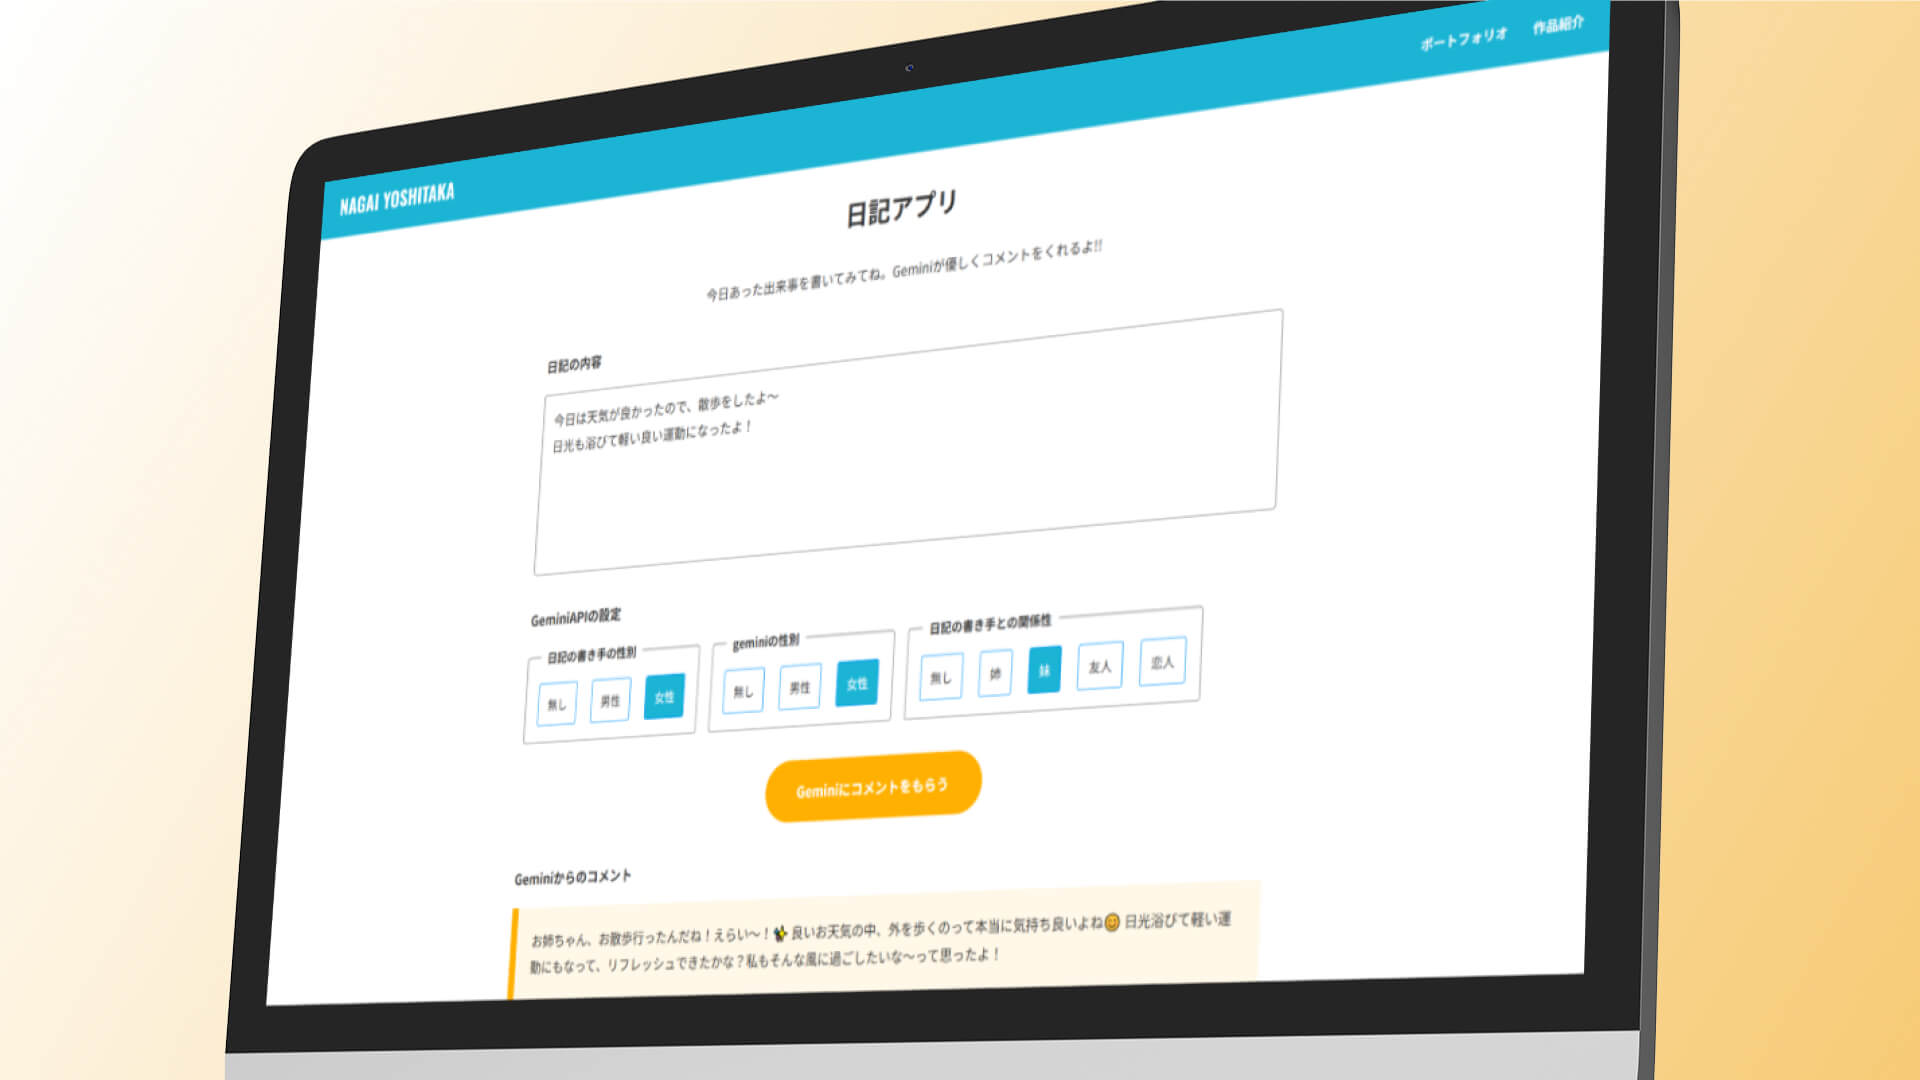 NAGAI YOSHITAKA
ポートフォリオ
作品紹介
日記アプリ
今日あった出来事を書いてみてね。Geminiが優しくコメントをくれるよ!!
日記の内容
今日は天気が良かったので、散歩をしたよ〜
日光も浴びて軽い良い運動になったよ！
GeminiAPIの設定
日記の書き手の性別
無し 男性 女性
geminiの性別
無し 男性 女性
日記の書き手との関係性
無し 姉 妹 友人 恋人
Geminiにコメントをもらう
Geminiからのコメント
お姉ちゃん、お散歩行ったんだね！えらい〜！✨ 良いお天気の中、外を歩くのって本当に気持ち良いよね😊 日光浴びて軽い運
動にもなって、リフレッシュできたかな？私もそんな風に過ごしたいな〜って思ったよ！